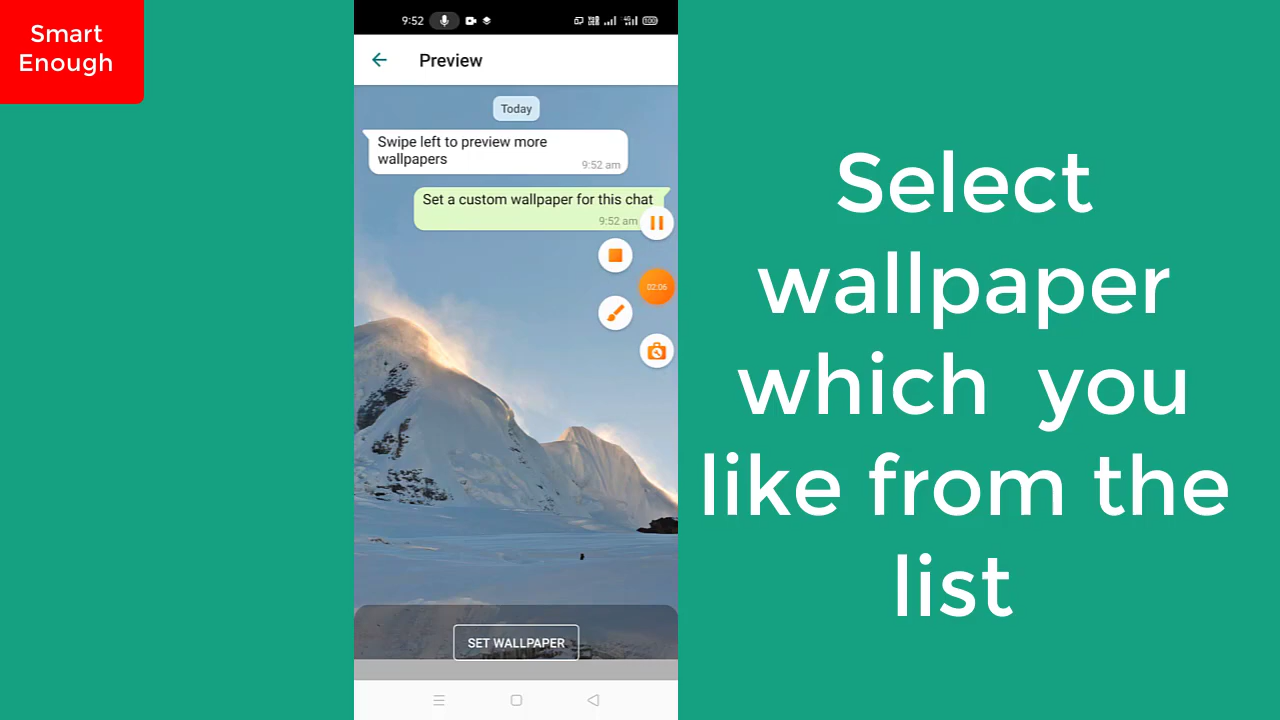 Smart
Enough
9:52
Preview
Today
Swipe left to preview more
wallpapers
9:52 am
Set a custom wallpaper for this chat
9:52 am
02:06
SET WALLPAPER
Select
wallpaper
which you
like from the
list